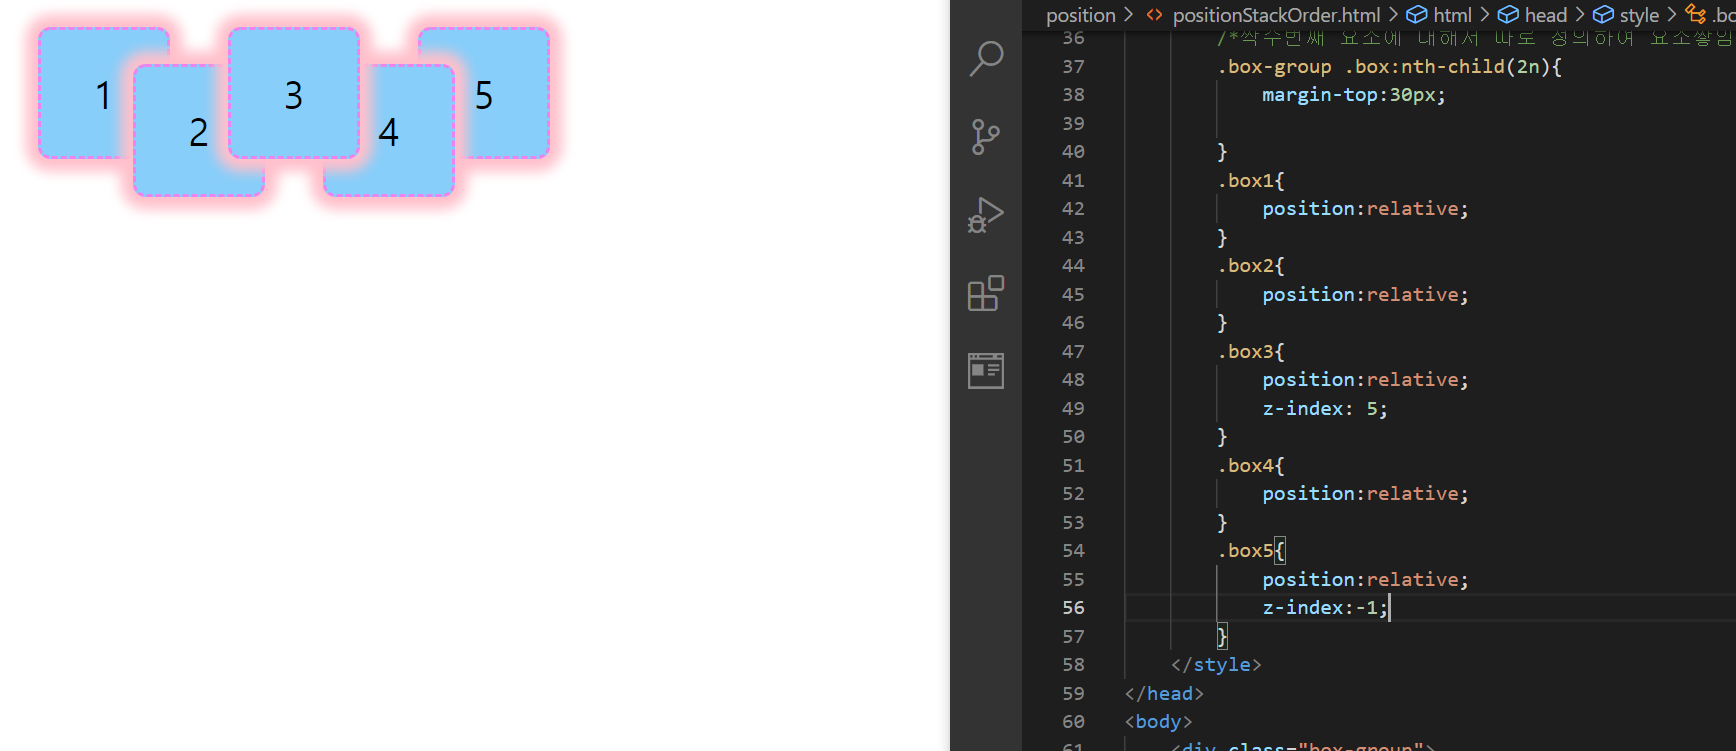 1
2
3
4
5
position > <> positionStackOrder.html > html > head > style > .bo
36 /*짝수번째 요소에 대해서 따로 정의하여 요소쌓임
37 .box-group .box:nth-child(2n){
38 margin-top:30px;
39
40 }
41 .box1{
42 position:relative;
43 }
44 .box2{
45 position:relative;
46 }
47 .box3{
48 position:relative;
49 z-index: 5;
50 }
51 .box4{
52 position:relative;
53 }
54 .box5{
55 position:relative;
56 z-index:-1;
57 }
58 </style>
59 </head>
60 <body>
61 <div class="box-group">